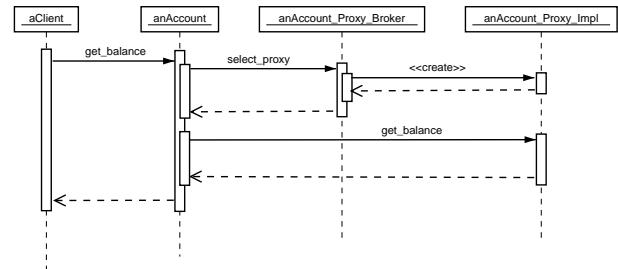 aClient
anAccount
anAccount_Proxy_Broker
anAccount_Proxy_Impl
get_balance
select_proxy
<<create>>
get_balance